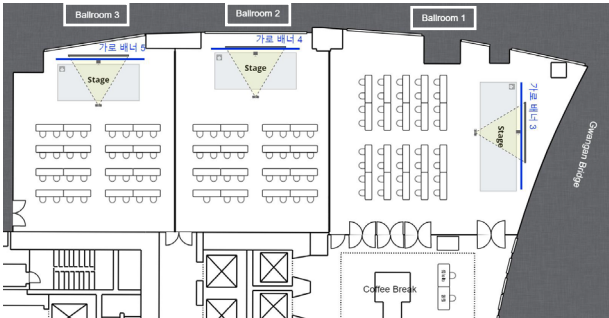 Ballroom 3
Ballroom 2
Ballroom 1
가로 배너 5
가로 배너 4
가로 배너 3
Stage
Stage
Stage
Gwangan Bridge
Coffee Break